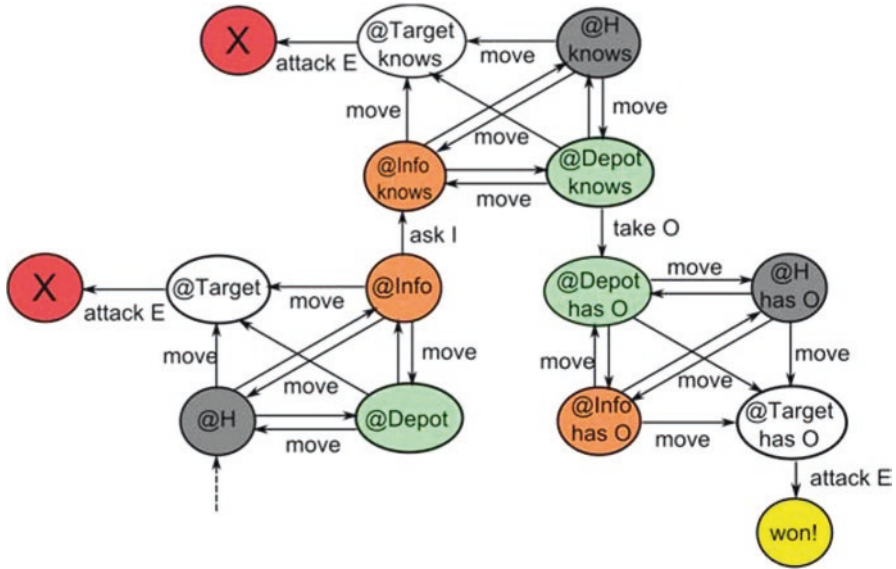 X
attack E
@Target
knows
move
@H
knows
move
move
move
@Info
knows
move
@Depot
knows
ask I
take O
X
attack E
@Target
move
@Info
move
move
move
@H
move
@Depot
@Depot
has O
move
@H
has O
move
move
move
@Info
has O
move
@Target
has O
attack E
won!